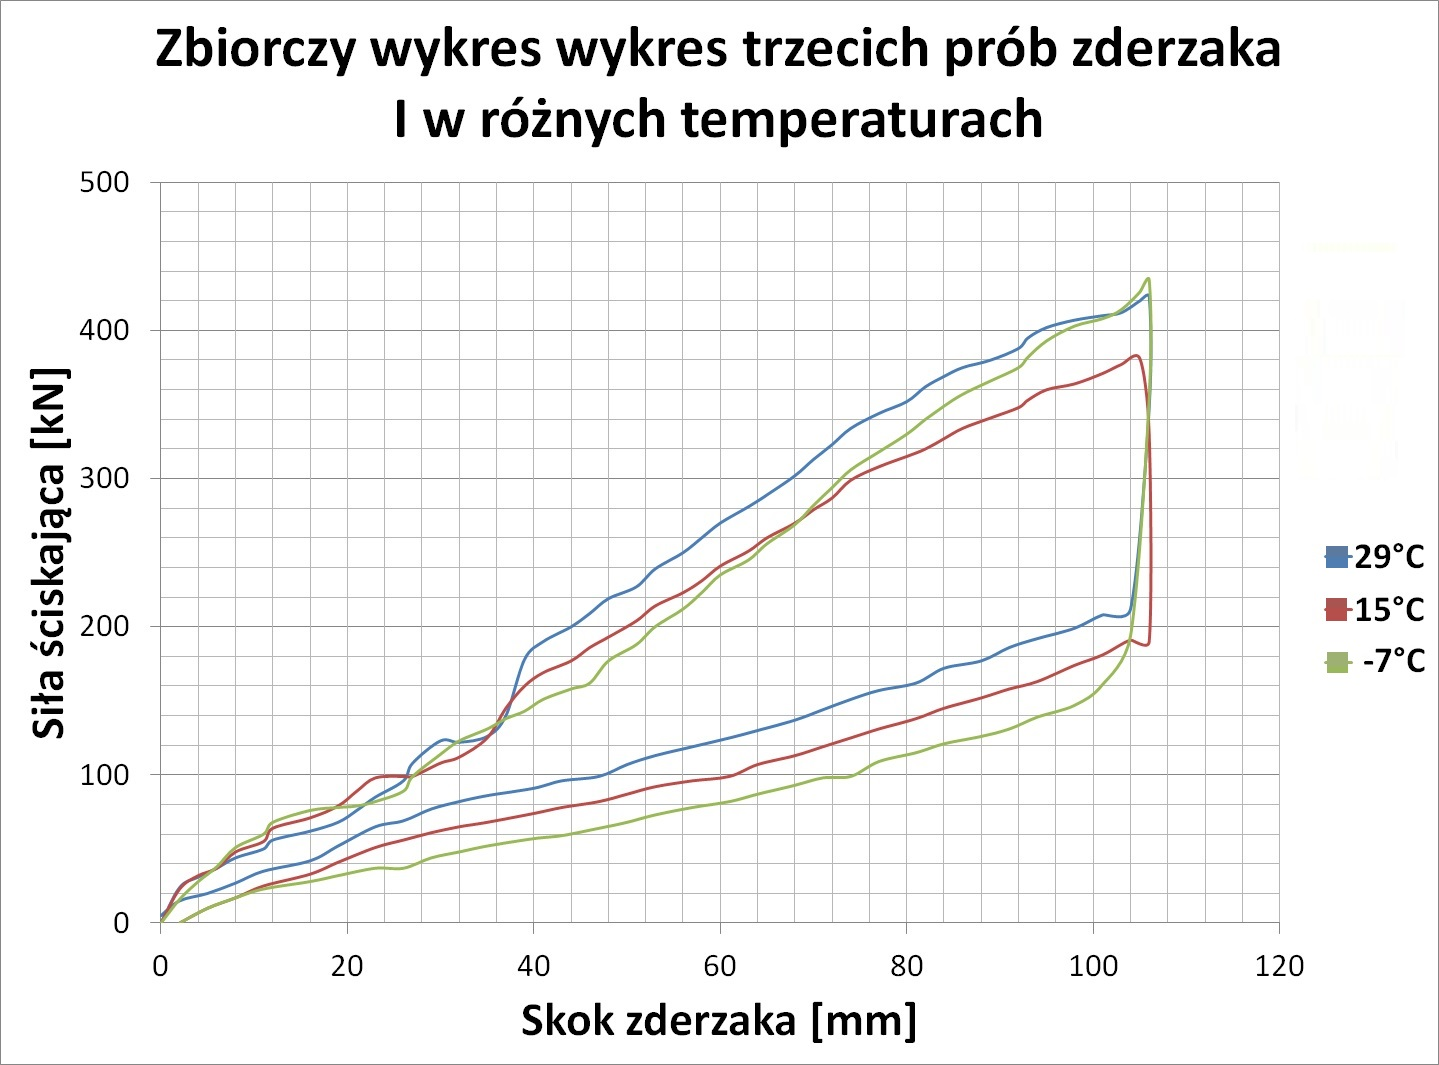 Zbiorczy wykres wykres trzecich prób zderzaka
I w różnych temperaturach
500
400
300
200
100
0
Siła ściskająca [kN]
0 20 40 60 80 100 120
Skok zderzaka [mm]
29°C
15°C
-7°C